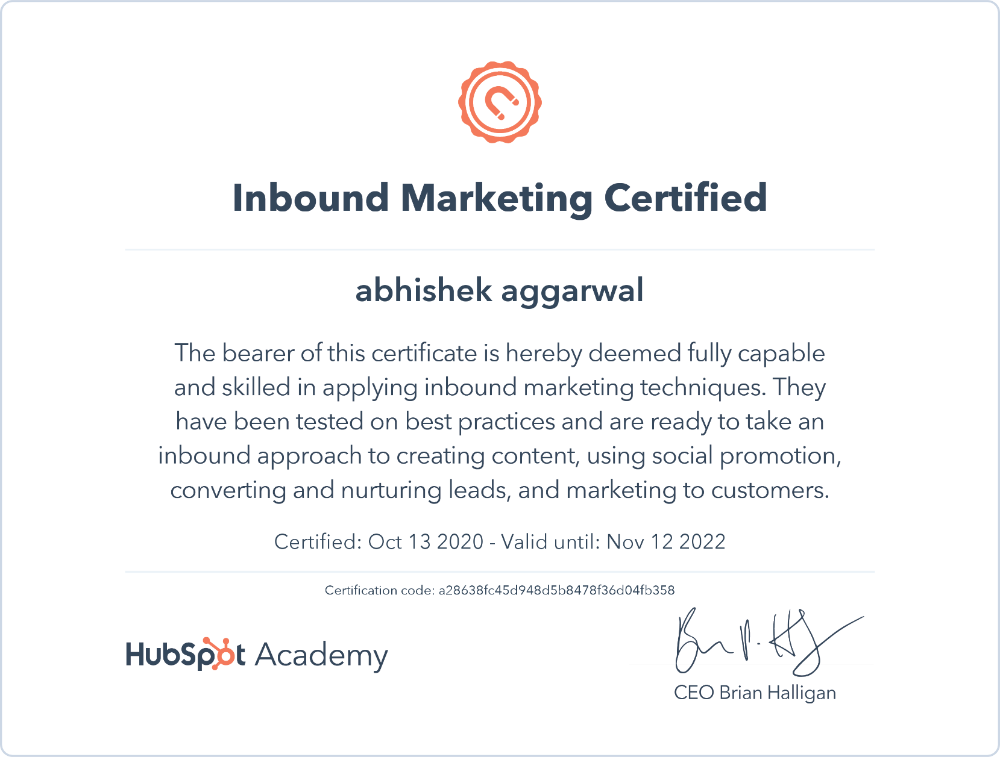 Inbound Marketing Certified
abhishek aggarwal
The bearer of this certificate is hereby deemed fully capable
and skilled in applying inbound marketing techniques. They
have been tested on best practices and are ready to take an
inbound approach to creating content, using social promotion,
converting and nurturing leads, and marketing to customers.
Certified: Oct 13 2020 - Valid until: Nov 12 2022
Certification code: a28638fc45d948d5b8478f36d04fb358
HubSpot Academy
CEO Brian Halligan